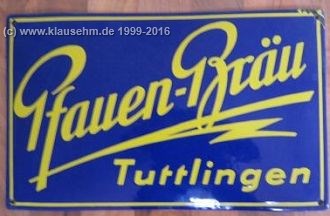 (c) www.klausehm.de 1999-2016
Pfauen-Bräu
Tuttlingen